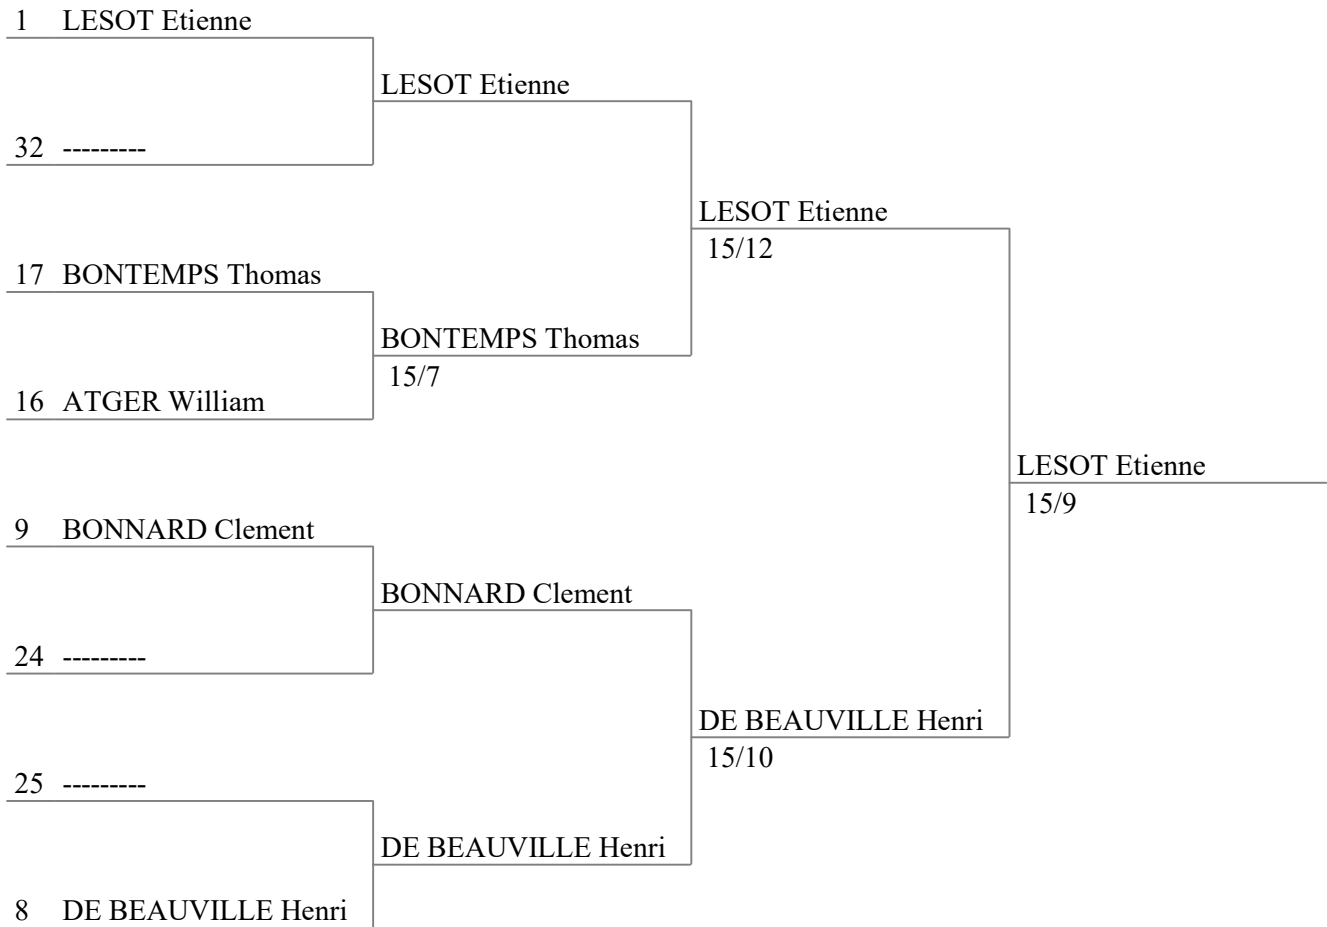 1 LESOT Etienne
LESOT Etienne
32 ---------
LESOT Etienne
15/12
17 BONTEMPS Thomas
BONTEMPS Thomas
15/7
16 ATGER William
LESOT Etienne
15/9
9 BONNARD Clement
BONNARD Clement
24 ---------
DE BEAUVILLE Henri
15/10
25 ---------
DE BEAUVILLE Henri
8 DE BEAUVILLE Henri